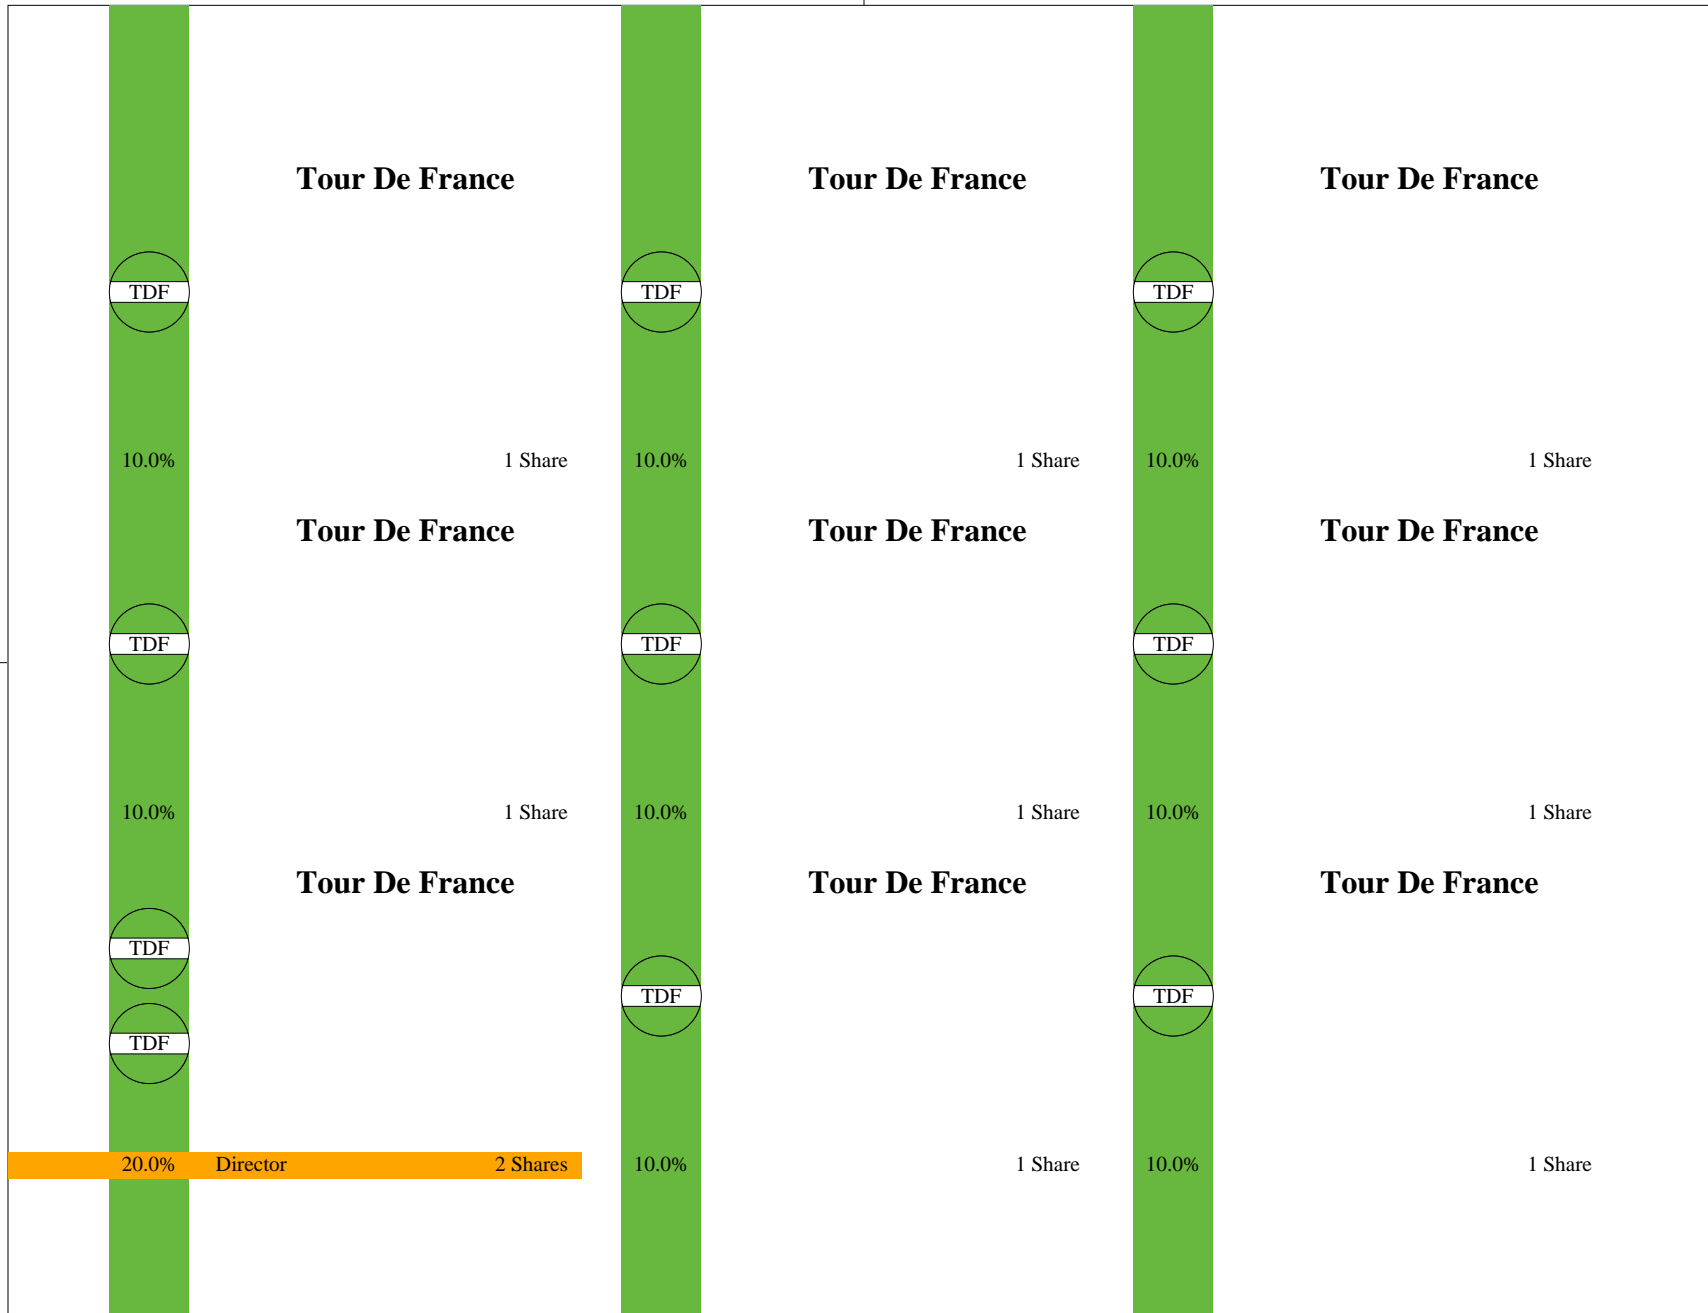 Tour De France Tour De France Tour De France
TDF TDF TDF
10.0% 1 Share 10.0% 1 Share 10.0% 1 Share
Tour De France Tour De France Tour De France
TDF TDF TDF
10.0% 1 Share 10.0% 1 Share 10.0% 1 Share
Tour De France Tour De France Tour De France
TDF
TDF TDF
TDF
20.0% Director 2 Shares 10.0% 1 Share 10.0% 1 Share